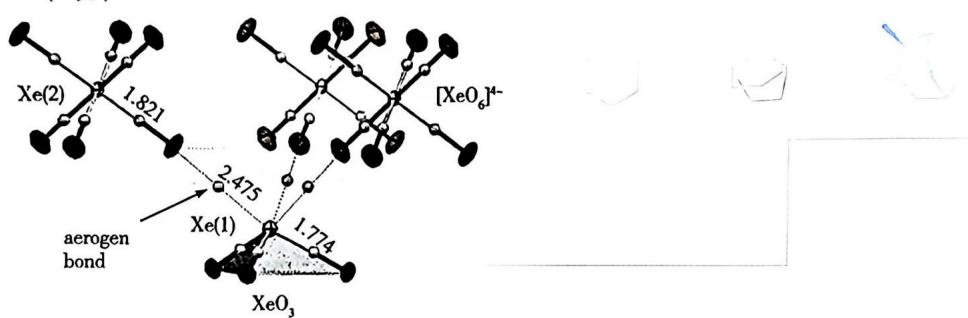 Xe(2)
1.821
[XeO₆]⁴⁻
2.475
Xe(1)
1.774
aerogen
bond
XeO₃